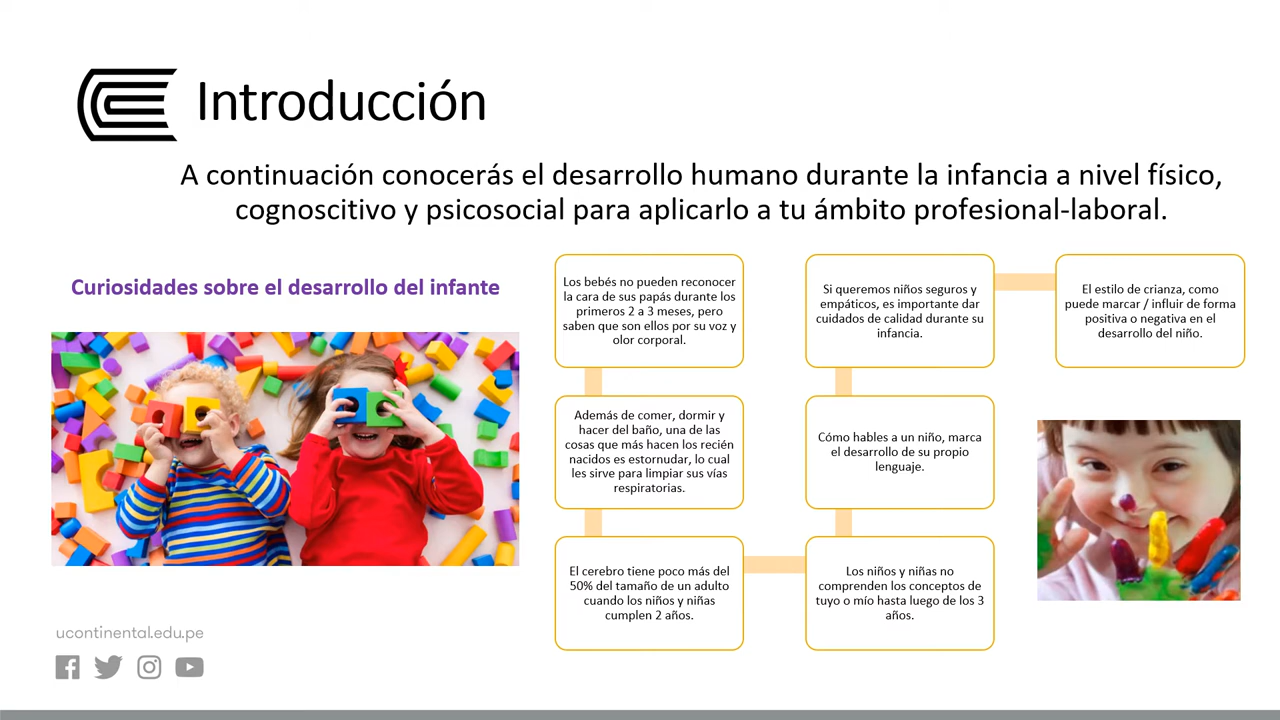 Introducción
A continuación conocerás el desarrollo humano durante la infancia a nivel físico,
cognoscitivo y psicosocial para aplicarlo a tu ámbito profesional-laboral.
Curiosidades sobre el desarrollo del infante
Los bebés no pueden reconocer
la cara de sus papás durante los
primeros 2 a 3 meses, pero
saben que son ellos por su voz y
olor corporal.
Además de comer, dormir y
hacer del baño, una de las
cosas que más hacen los recién
nacidos es estornudar, lo cual
les sirve para limpiar sus vías
respiratorias.
El cerebro tiene poco más del
50% del tamaño de un adulto
cuando los niños y niñas
cumplen 2 años.
Los niños y niñas no
comprenden los conceptos de
tuyo o mío hasta luego de los 3
años.
Cómo hables a un niño, marca
el desarrollo de su propio
lenguaje.
Si queremos niños seguros y
empáticos, es importante dar
cuidados de calidad durante su
infancia.
El estilo de crianza, como
puede marcar / influir de forma
positiva o negativa en el
desarrollo del niño.
ucontinental.edu.pe